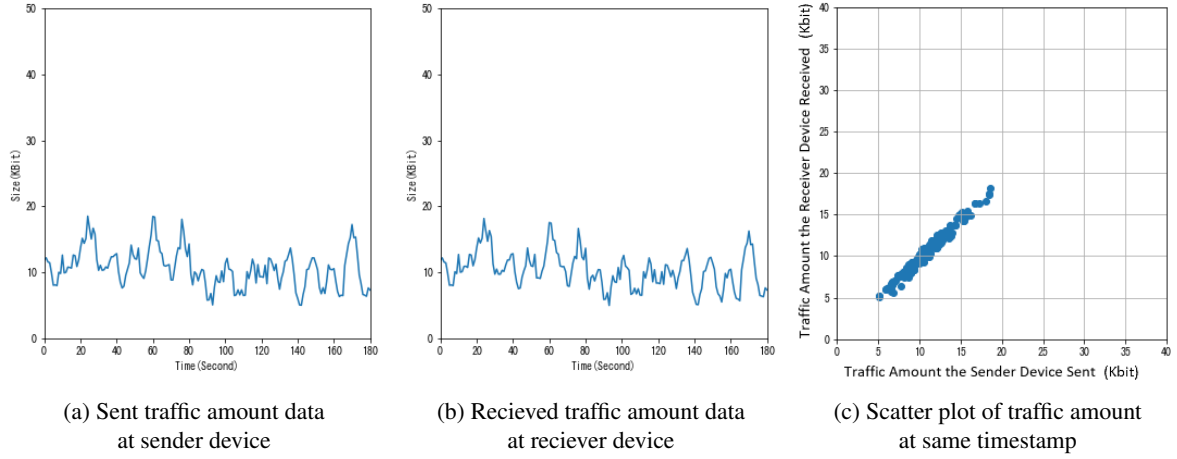 50
40
30
20
10
0
Size(KBit)
0 20 40 60 80 100 120 140 160 180
Time(Second)
(a) Sent traffic amount data
at sender device
50
40
30
20
10
0
Size(KBit)
0 20 40 60 80 100 120 140 160 180
Time(Second)
(b) Recieved traffic amount data
at reciever device
40
35
30
25
20
15
10
5
0
Traffic Amount the Receiver Device Received (Kbit)
0 5 10 15 20 25 30 35 40
Traffic Amount the Sender Device Sent (Kbit)
(c) Scatter plot of traffic amount
at same timestamp